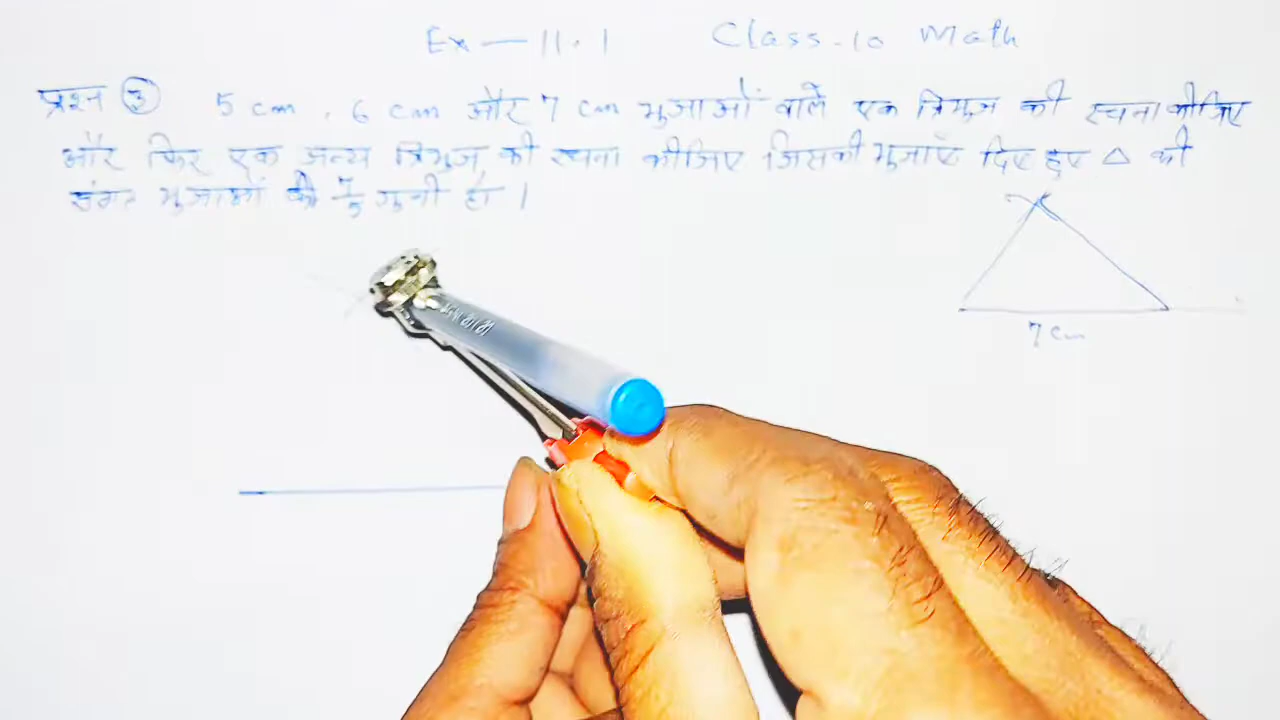 Ex — 11.1 Class-10 Math
प्रश्न ③ 5 cm, 6 cm और 7 cm भुजाओं वाले एक त्रिभुज की रचना कीजिए
और फिर एक अन्य त्रिभुज की रचना कीजिए जिसकी भुजाएँ दिए हुए △ की
संगत भुजाओं की 7/5 गुनी हो।
7 cm